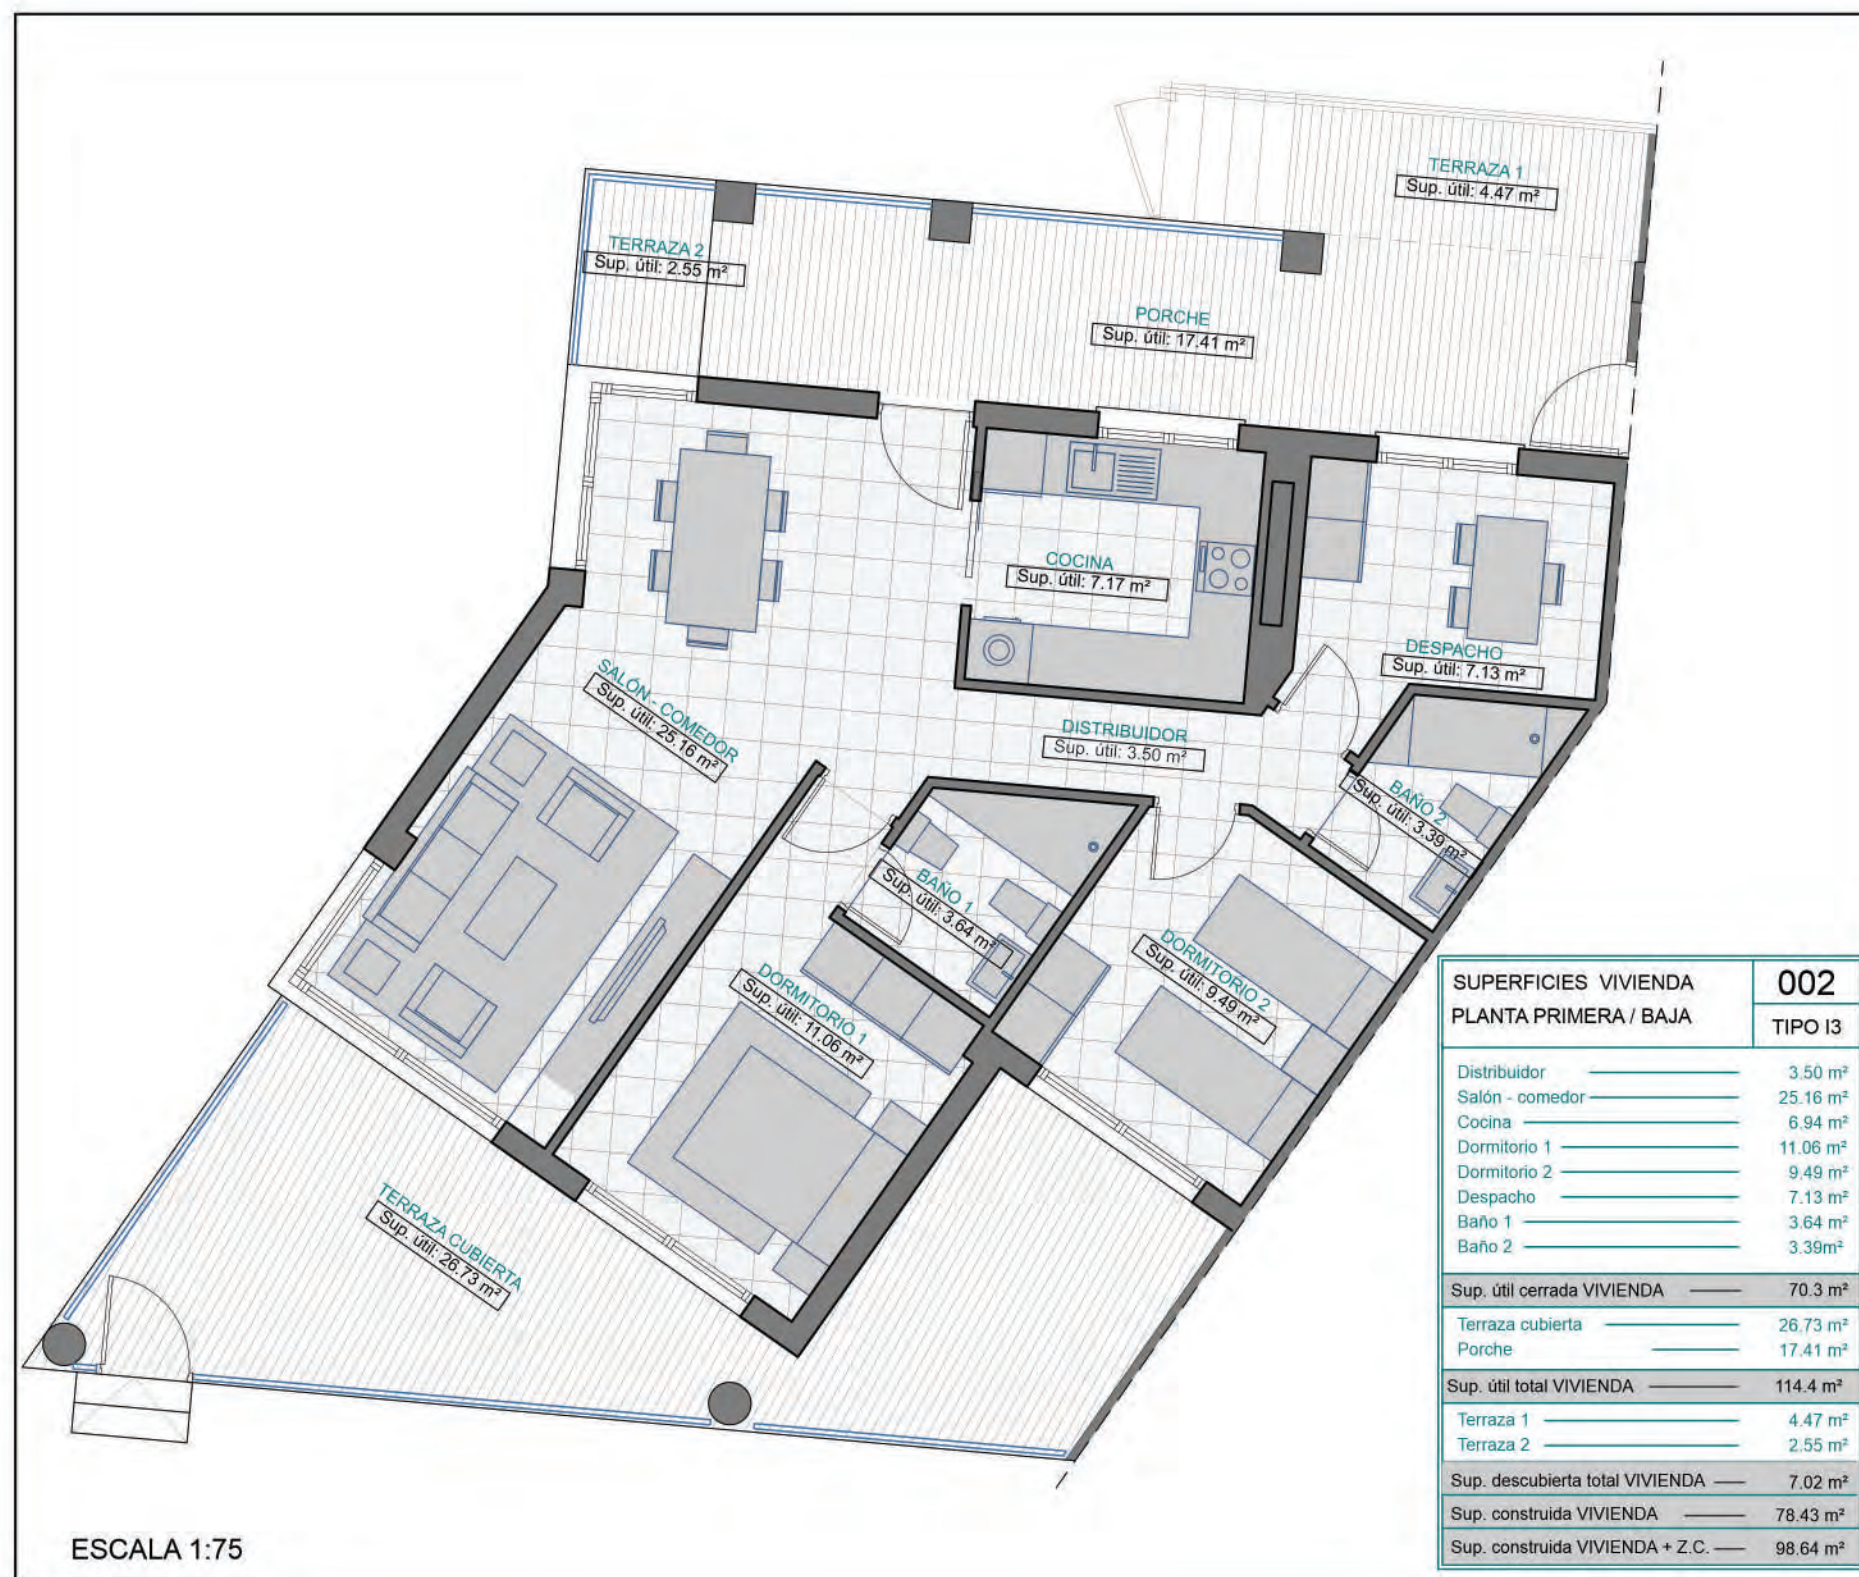 TERRAZA 1
Sup. útil: 4.47 m²
TERRAZA 2
Sup. útil: 2.55 m²
PORCHE
Sup. útil: 17.41 m²
COCINA
Sup. útil: 7.17 m²
DESPACHO
Sup. útil: 7.13 m²
SALÓN - COMEDOR
Sup. útil: 25.16 m²
DISTRIBUIDOR
Sup. útil: 3.50 m²
BAÑO 2
Sup. útil: 3.39 m²
BAÑO 1
Sup. útil: 3.64 m²
DORMITORIO 2
Sup. útil: 9.49 m²
DORMITORIO 1
Sup. útil: 11.06 m²
TERRAZA CUBIERTA
Sup. útil: 26.73 m²
SUPERFICIES VIVIENDA 002
PLANTA PRIMERA / BAJA TIPO I3
Distribuidor 3.50 m²
Salón - comedor 25.16 m²
Cocina 6.94 m²
Dormitorio 1 11.06 m²
Dormitorio 2 9.49 m²
Despacho 7.13 m²
Baño 1 3.64 m²
Baño 2 3.39m²
Sup. útil cerrada VIVIENDA 70.3 m²
Terraza cubierta 26.73 m²
Porche 17.41 m²
Sup. útil total VIVIENDA 114.4 m²
Terraza 1 4.47 m²
Terraza 2 2.55 m²
Sup. descubierta total VIVIENDA 7.02 m²
Sup. construida VIVIENDA 78.43 m²
Sup. construida VIVIENDA + Z.C. 98.64 m²
ESCALA 1:75